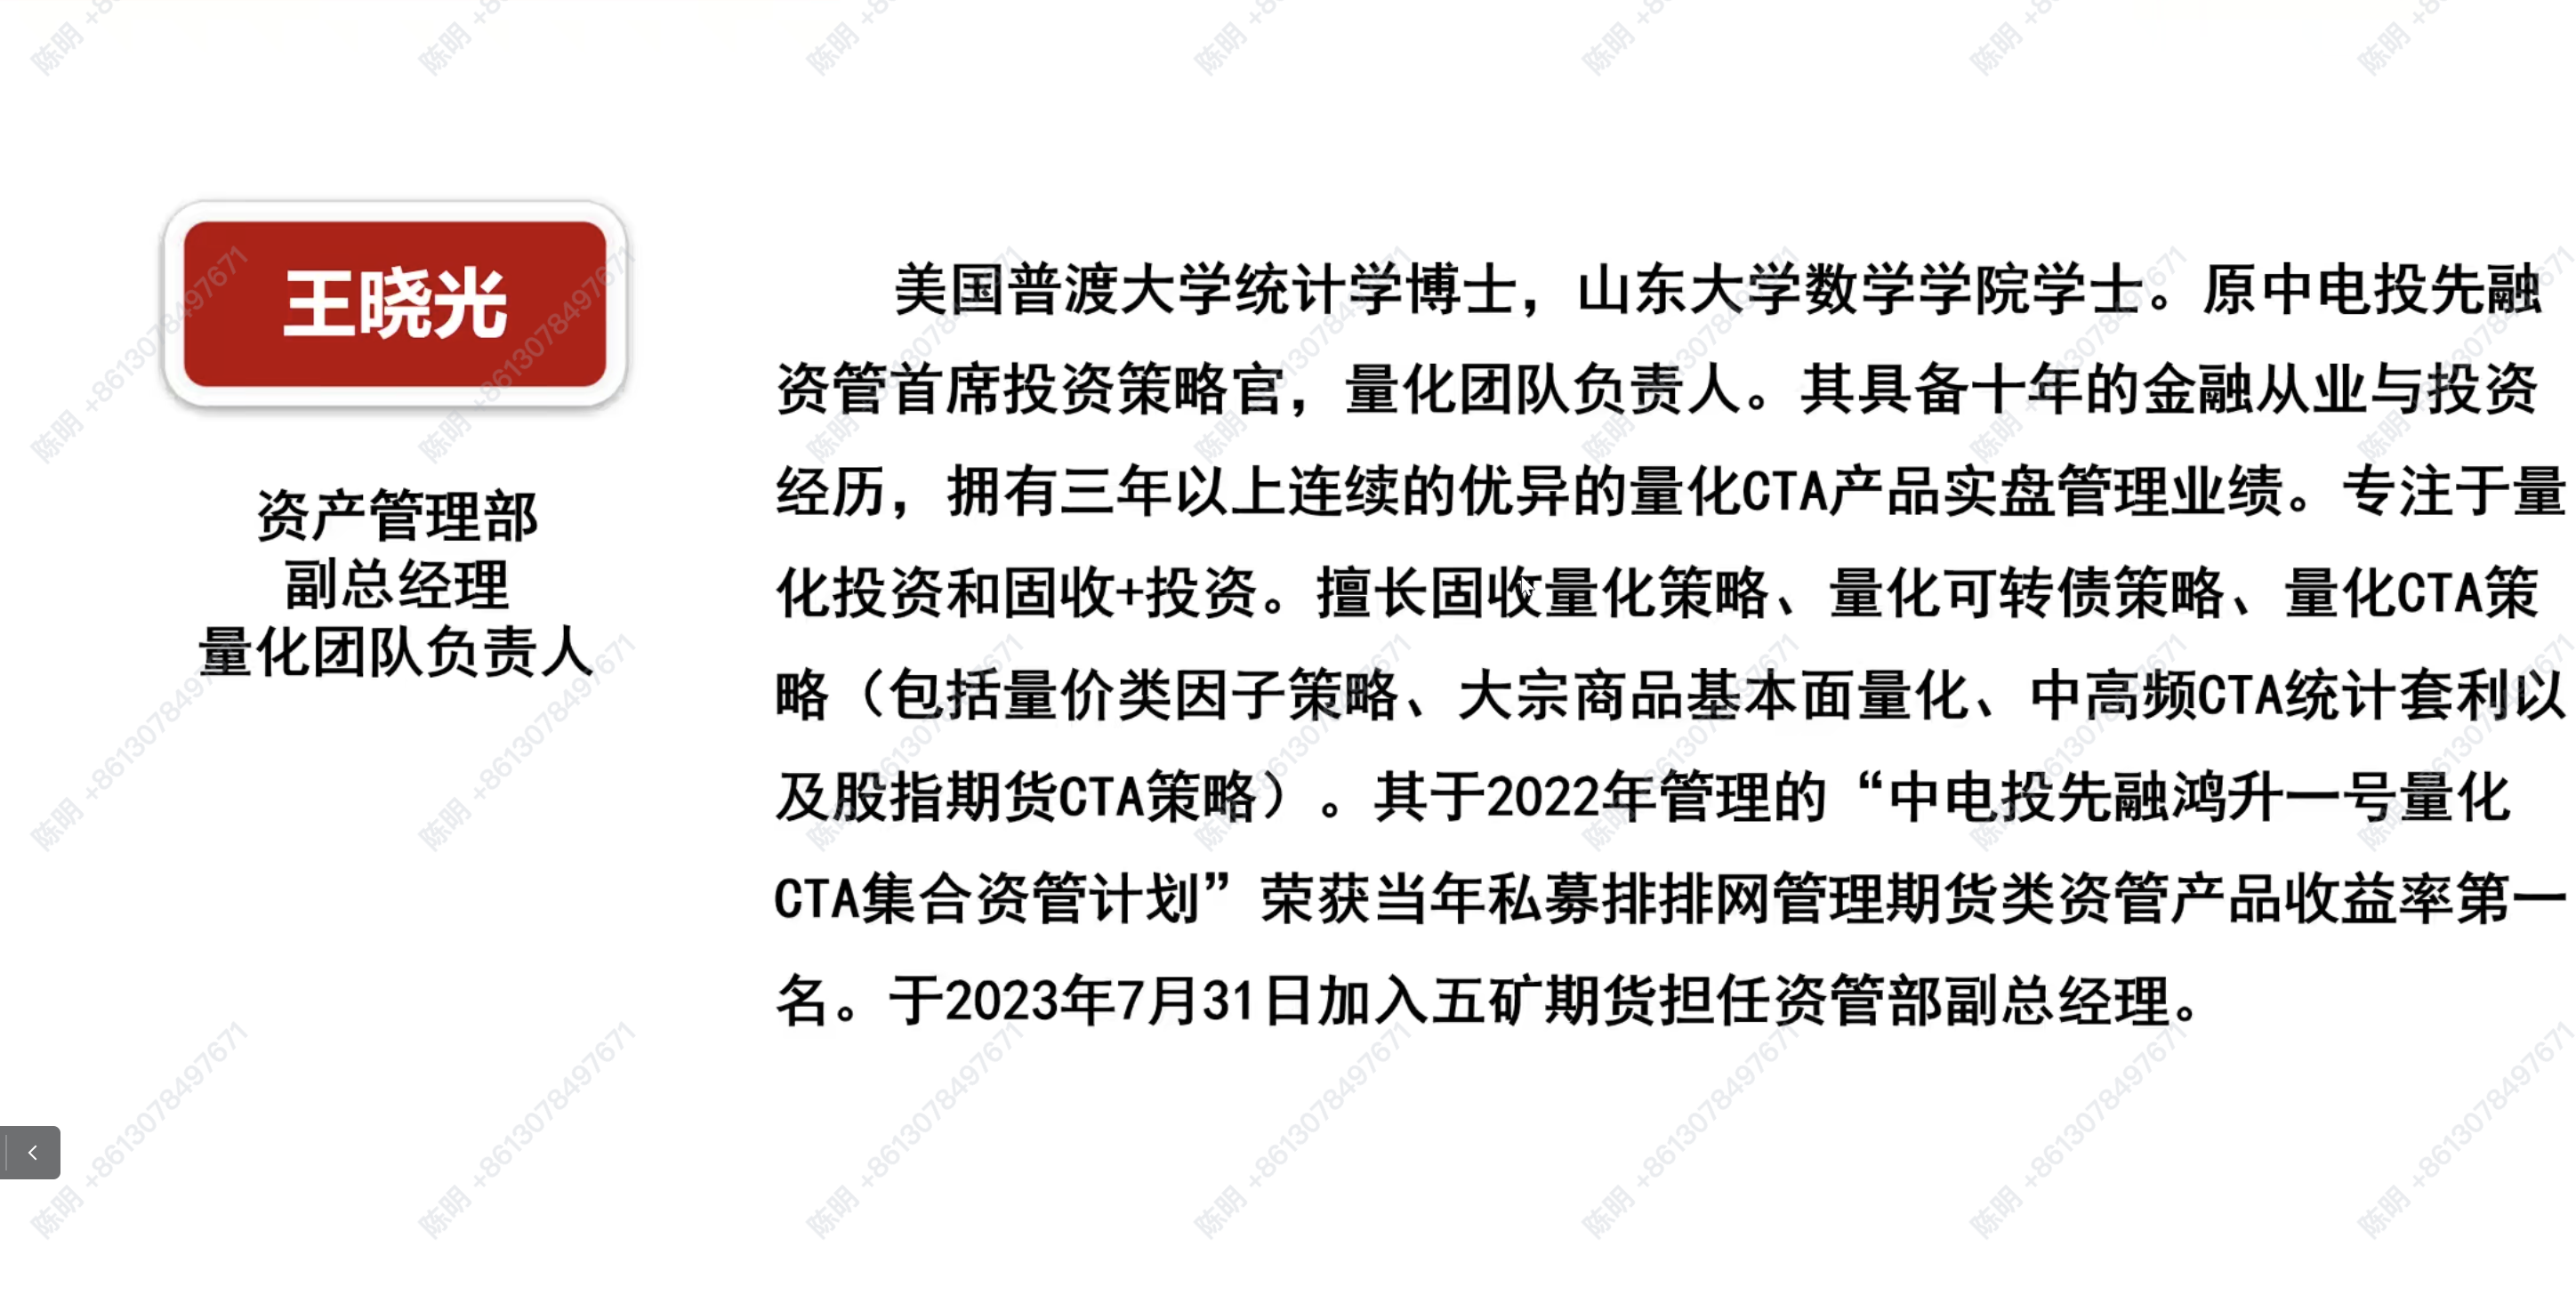 王晓光
资产管理部
副总经理
量化团队负责人
美国普渡大学统计学博士，山东大学数学学院学士。原中电投先融
资管首席投资策略官，量化团队负责人。其具备十年的金融从业与投资
经历，拥有三年以上连续的优异的量化CTA产品实盘管理业绩。专注于量
化投资和固收+投资。擅长固收量化策略、量化可转债策略、量化CTA策
略（包括量价类因子策略、大宗商品基本面量化、中高频CTA统计套利以
及股指期货CTA策略）。其于2022年管理的“中电投先融鸿升一号量化
CTA集合资管计划”荣获当年私募排排网管理期货类资管产品收益率第一
名。于2023年7月31日加入五矿期货担任资管部副总经理。
陈明 +8613078497671